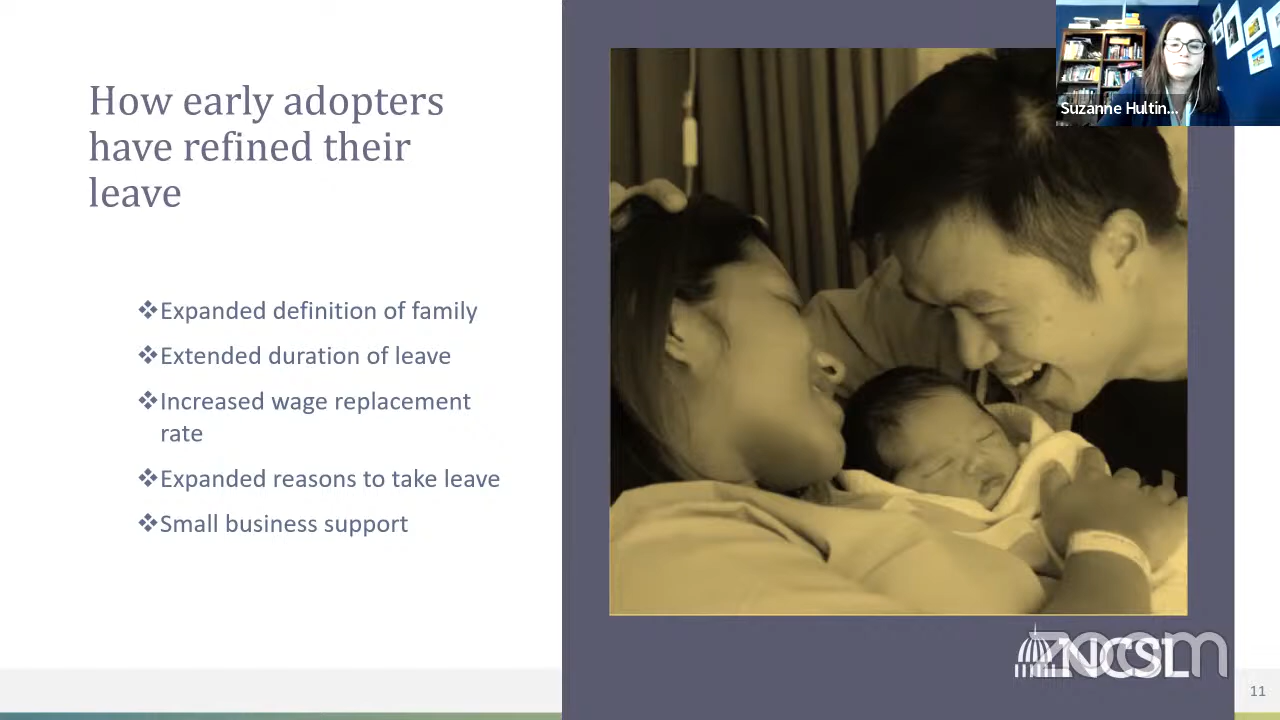 How early adopters
have refined their
leave
❖Expanded definition of family
❖Extended duration of leave
❖Increased wage replacement
rate
❖Expanded reasons to take leave
❖Small business support
Suzanne Hultin...
NCSL
zoom
11